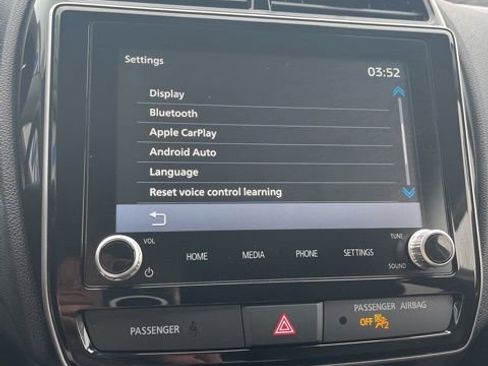 Settings
03:52
Display
Bluetooth
Apple CarPlay
Android Auto
Language
Reset voice control learning
VOL
HOME
MEDIA
PHONE
SETTINGS
TUNE
SOUND
PASSENGER
PASSENGER AIRBAG
OFF
2